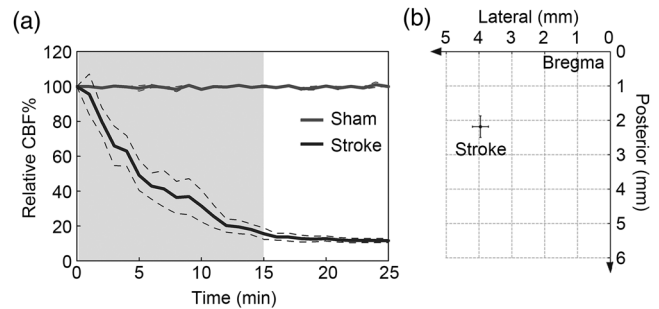 (a)
120
100
80
60
40
20
0
Relative CBF%
Sham
Stroke
0 5 10 15 20 25
Time (min)
(b)
Lateral (mm)
5 4 3 2 1 0
Bregma
0
1
2
3
4
5
6
Posterior (mm)
Stroke